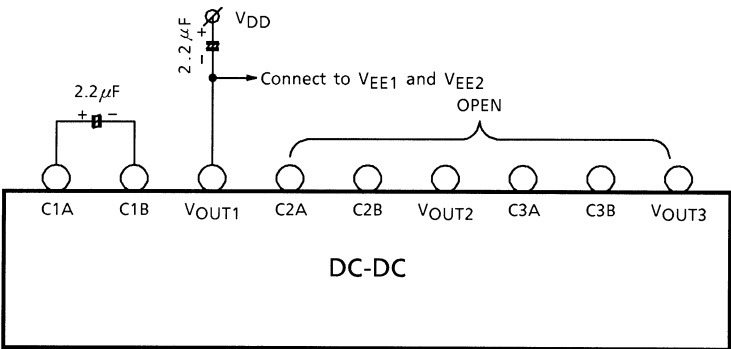 VDD
2.2μF
+
-
Connect to VEE1 and VEE2
2.2μF
+ -
OPEN
C1A C1B VOUT1 C2A C2B VOUT2 C3A C3B VOUT3
DC-DC